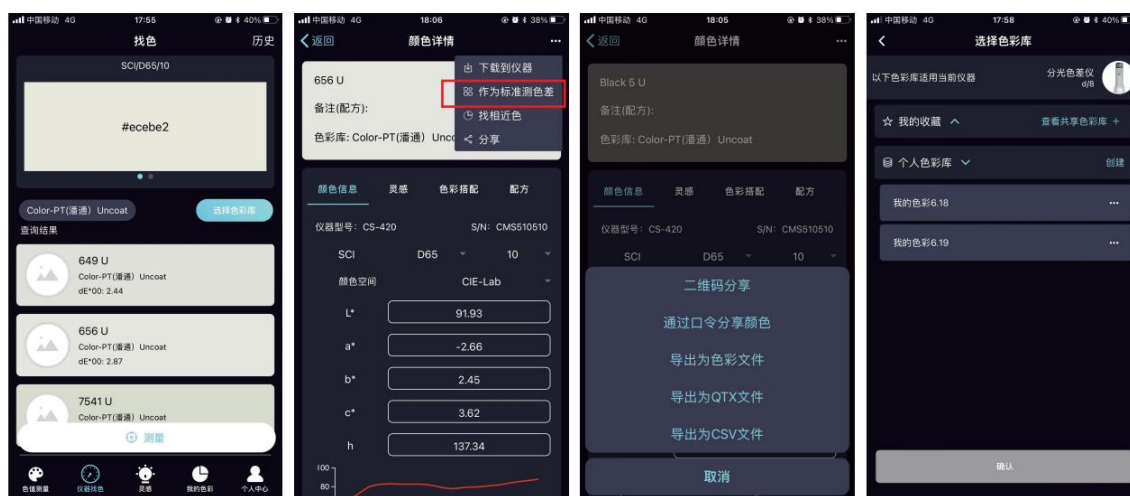 中国移动 4G 17:55 40%
找色 历史
SCI/D65/10
#ecebe2
Color-PT(潘通) Uncoat 选择色彩库
查询结果
649 U
Color-PT(潘通) Uncoat
dE*00: 2.44
656 U
Color-PT(潘通) Uncoat
dE*00: 2.87
7541 U
Color-PT(潘通) Uncoat
测量
色值测量 仪器找色 灵感 我的色彩 个人中心
中国移动 4G 18:06 38%
返回 颜色详情 ...
下载到仪器
656 U
作为标准测色差
备注(配方):
找相近色
色彩库: Color-PT(潘通) Unco
分享
颜色信息 灵感 色彩搭配 配方
仪器型号: CS-420 S/N: CMS510510
SCI D65 10
颜色空间 CIE-Lab
L* 91.93
a* -2.66
b* 2.45
c* 3.62
h 137.34
100
80
中国移动 4G 18:05 38%
返回 颜色详情 ...
Black 5 U
备注(配方):
色彩库: Color-PT(潘通) Uncoat
颜色信息 灵感 色彩搭配 配方
仪器型号: CS-420 S/N: CMS510510
SCI D65 10
二维码分享
通过口令分享颜色
导出为色彩文件
导出为QTX文件
导出为CSV文件
取消
中国移动 4G 17:58 40%
选择色彩库
以下色彩库适用当前仪器 分光色差仪
d/8
我的收藏 查看共享色彩库 +
个人色彩库 创建
我的色彩6.18 ...
我的色彩6.19 ...
确认